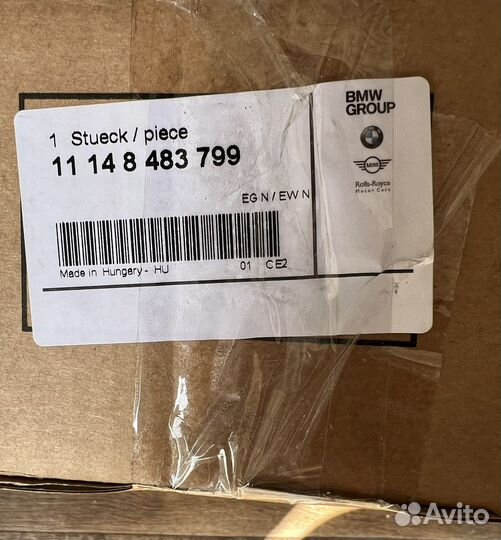 1 Stueck / piece
11 14 8 483 799
EG N / EW N
Made in Hungary - HU 01 CE2
BMW
GROUP
MINI
Rolls-Royce
Motor Cars
Avito